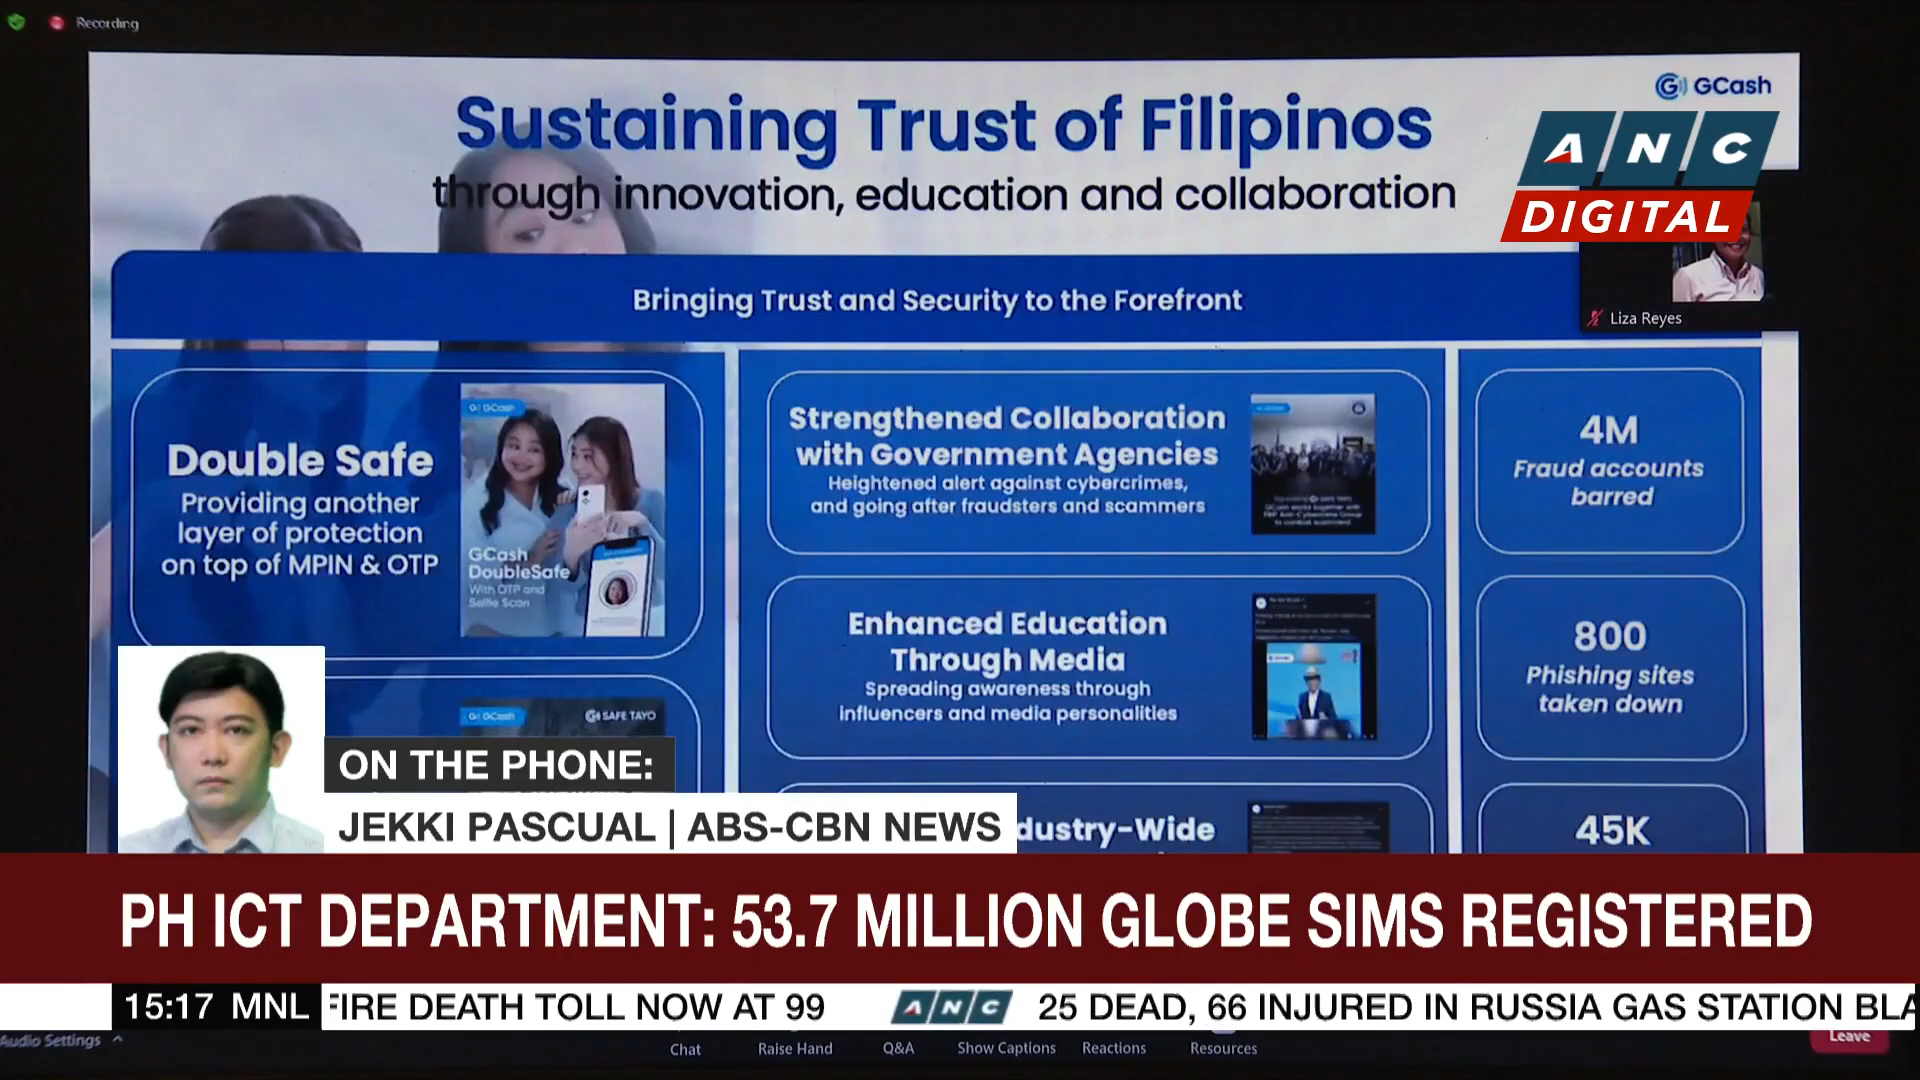 Recording
GCash
Sustaining Trust of Filipinos
through innovation, education and collaboration
ANC
DIGITAL
Bringing Trust and Security to the Forefront
Liza Reyes
Double Safe
Providing another
layer of protection
on top of MPIN & OTP
GCash
GCash
DoubleSafe
With OTP and
Selfie Scan
GCash
SAFE TAYO
Strengthened Collaboration
with Government Agencies
Heightened alert against cybercrimes,
and going after fraudsters and scammers
Enhanced Education
Through Media
Spreading awareness through
influencers and media personalities
dustry-Wide
4M
Fraud accounts
barred
800
Phishing sites
taken down
45K
ON THE PHONE:
JEKKI PASCUAL | ABS-CBN NEWS
PH ICT DEPARTMENT: 53.7 MILLION GLOBE SIMS REGISTERED
15:17 MNL
FIRE DEATH TOLL NOW AT 99
ANC
25 DEAD, 66 INJURED IN RUSSIA GAS STATION BLA
Audio Settings
Chat
Raise Hand
Q&A
Show Captions
Reactions
Resources
Leave